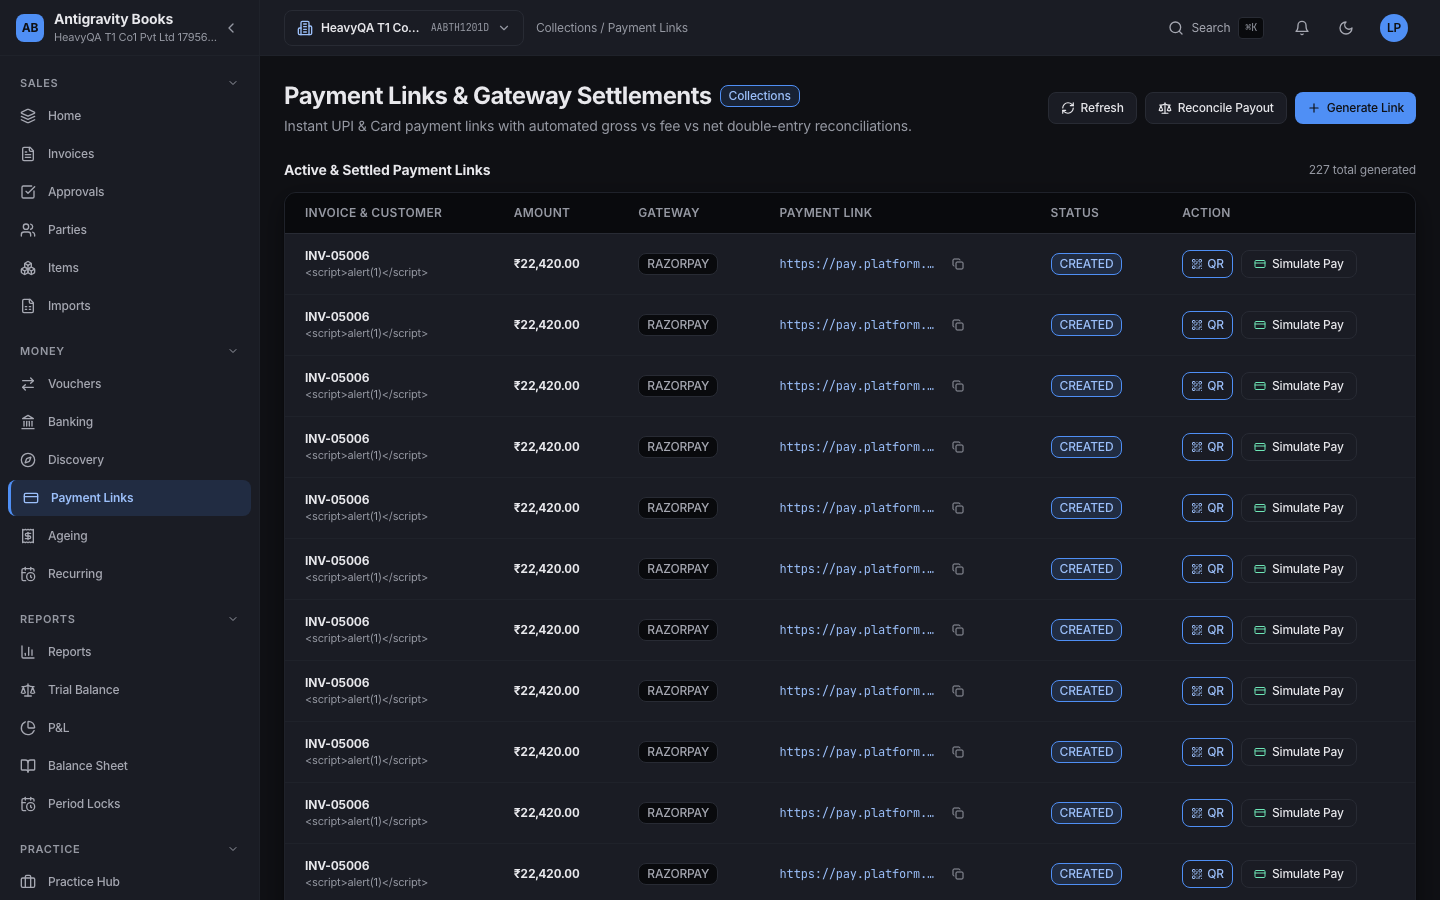 AB
Antigravity Books
HeavyQA T1 Co1 Pvt Ltd 17956...
SALES
Home
Invoices
Approvals
Parties
Items
Imports
MONEY
Vouchers
Banking
Discovery
Payment Links
Ageing
Recurring
REPORTS
Reports
Trial Balance
P&L
Balance Sheet
Period Locks
PRACTICE
Practice Hub
HeavyQA T1 Co... AABTH1201D
Collections / Payment Links
Search ⌘K
LP
Payment Links & Gateway Settlements Collections
Instant UPI & Card payment links with automated gross vs fee vs net double-entry reconciliations.
Refresh
Reconcile Payout
Generate Link
Active & Settled Payment Links
227 total generated
INVOICE & CUSTOMER AMOUNT GATEWAY PAYMENT LINK STATUS ACTION
INV-05006
<script>alert(1)</script>
₹22,420.00 RAZORPAY https://pay.platform.… CREATED QR Simulate Pay
INV-05006
<script>alert(1)</script>
₹22,420.00 RAZORPAY https://pay.platform.… CREATED QR Simulate Pay
INV-05006
<script>alert(1)</script>
₹22,420.00 RAZORPAY https://pay.platform.… CREATED QR Simulate Pay
INV-05006
<script>alert(1)</script>
₹22,420.00 RAZORPAY https://pay.platform.… CREATED QR Simulate Pay
INV-05006
<script>alert(1)</script>
₹22,420.00 RAZORPAY https://pay.platform.… CREATED QR Simulate Pay
INV-05006
<script>alert(1)</script>
₹22,420.00 RAZORPAY https://pay.platform.… CREATED QR Simulate Pay
INV-05006
<script>alert(1)</script>
₹22,420.00 RAZORPAY https://pay.platform.… CREATED QR Simulate Pay
INV-05006
<script>alert(1)</script>
₹22,420.00 RAZORPAY https://pay.platform.… CREATED QR Simulate Pay
INV-05006
<script>alert(1)</script>
₹22,420.00 RAZORPAY https://pay.platform.… CREATED QR Simulate Pay
INV-05006
<script>alert(1)</script>
₹22,420.00 RAZORPAY https://pay.platform.… CREATED QR Simulate Pay
INV-05006
<script>alert(1)</script>
₹22,420.00 RAZORPAY https://pay.platform.… CREATED QR Simulate Pay